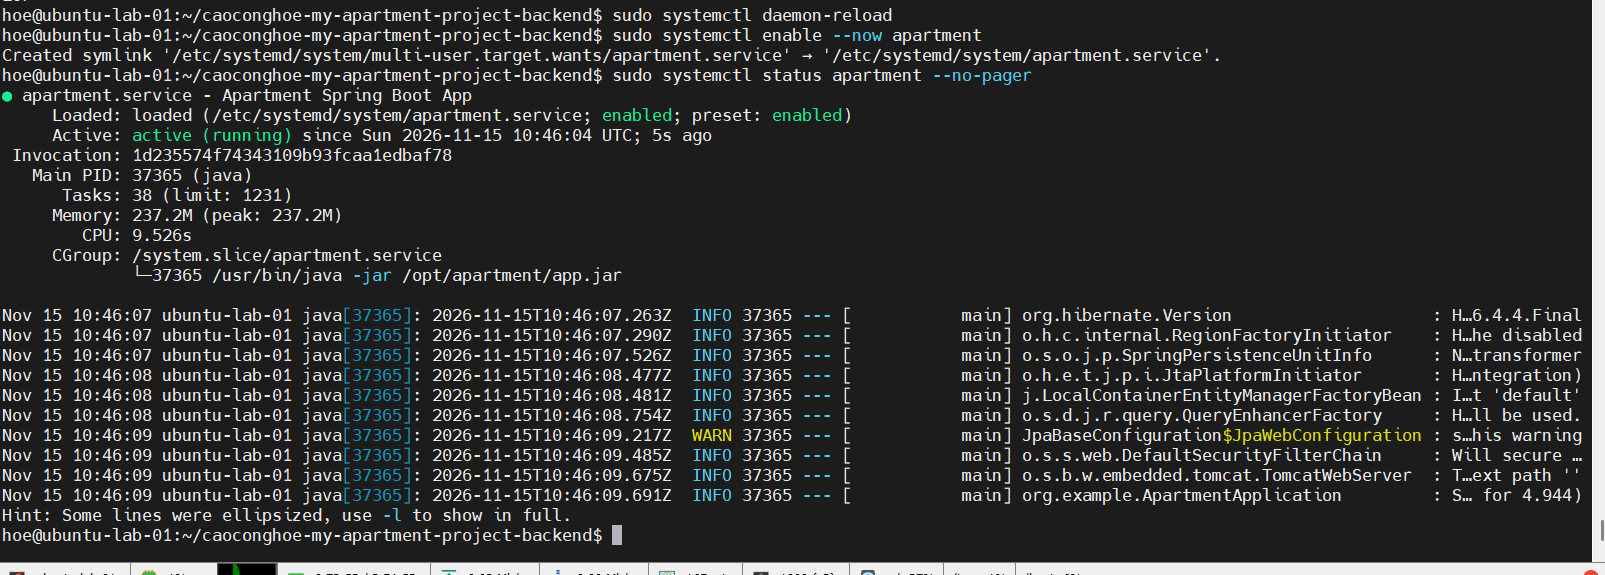 hoe@ubuntu-lab-01:~/caoconghoe-my-apartment-project-backend$ sudo systemctl daemon-reload
hoe@ubuntu-lab-01:~/caoconghoe-my-apartment-project-backend$ sudo systemctl enable --now apartment
Created symlink '/etc/systemd/system/multi-user.target.wants/apartment.service' → '/etc/systemd/system/apartment.service'.
hoe@ubuntu-lab-01:~/caoconghoe-my-apartment-project-backend$ sudo systemctl status apartment --no-pager
● apartment.service - Apartment Spring Boot App
     Loaded: loaded (/etc/systemd/system/apartment.service; enabled; preset: enabled)
     Active: active (running) since Sun 2026-11-15 10:46:04 UTC; 5s ago
 Invocation: 1d235574f74343109b93fcaa1edbaf78
   Main PID: 37365 (java)
      Tasks: 38 (limit: 1231)
     Memory: 237.2M (peak: 237.2M)
        CPU: 9.526s
     CGroup: /system.slice/apartment.service
             └─37365 /usr/bin/java -jar /opt/apartment/app.jar
Nov 15 10:46:07 ubuntu-lab-01 java[37365]: 2026-11-15T10:46:07.263Z  INFO 37365 --- [           main] org.hibernate.Version                    : H…6.4.4.Final
Nov 15 10:46:07 ubuntu-lab-01 java[37365]: 2026-11-15T10:46:07.290Z  INFO 37365 --- [           main] o.h.c.internal.RegionFactoryInitiator    : H…he disabled
Nov 15 10:46:07 ubuntu-lab-01 java[37365]: 2026-11-15T10:46:07.526Z  INFO 37365 --- [           main] o.s.o.j.p.SpringPersistenceUnitInfo      : N…transformer
Nov 15 10:46:08 ubuntu-lab-01 java[37365]: 2026-11-15T10:46:08.477Z  INFO 37365 --- [           main] o.h.e.t.j.p.i.JtaPlatformInitiator       : H…ntegration)
Nov 15 10:46:08 ubuntu-lab-01 java[37365]: 2026-11-15T10:46:08.481Z  INFO 37365 --- [           main] j.LocalContainerEntityManagerFactoryBean : I…t 'default'
Nov 15 10:46:08 ubuntu-lab-01 java[37365]: 2026-11-15T10:46:08.754Z  INFO 37365 --- [           main] o.s.d.j.r.query.QueryEnhancerFactory     : H…ll be used.
Nov 15 10:46:09 ubuntu-lab-01 java[37365]: 2026-11-15T10:46:09.217Z  WARN 37365 --- [           main] JpaBaseConfiguration$JpaWebConfiguration : s…his warning
Nov 15 10:46:09 ubuntu-lab-01 java[37365]: 2026-11-15T10:46:09.485Z  INFO 37365 --- [           main] o.s.s.web.DefaultSecurityFilterChain     : Will secure …
Nov 15 10:46:09 ubuntu-lab-01 java[37365]: 2026-11-15T10:46:09.675Z  INFO 37365 --- [           main] o.s.b.w.embedded.tomcat.TomcatWebServer  : T…ext path ''
Nov 15 10:46:09 ubuntu-lab-01 java[37365]: 2026-11-15T10:46:09.691Z  INFO 37365 --- [           main] org.example.ApartmentApplication         : S… for 4.944)
Hint: Some lines were ellipsized, use -l to show in full.
hoe@ubuntu-lab-01:~/caoconghoe-my-apartment-project-backend$